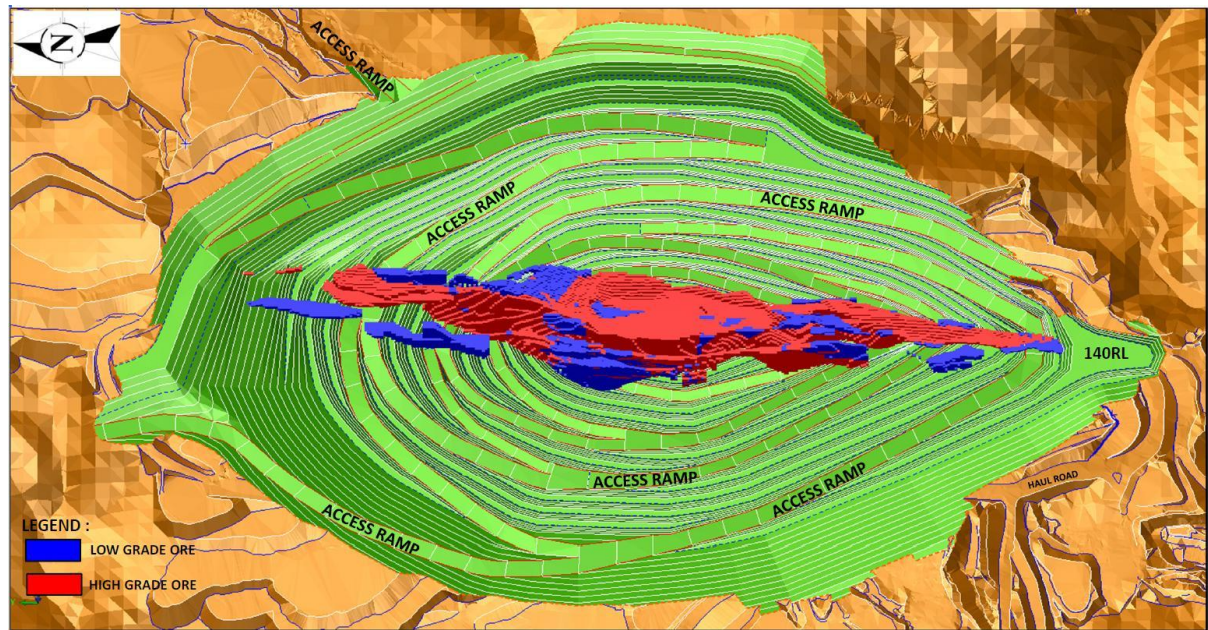 N
ACCESS RAMP
ACCESS RAMP
ACCESS RAMP
140RL
ACCESS RAMP
ACCESS RAMP
HAUL ROAD
ACCESS RAMP
LEGEND :
LOW GRADE ORE
HIGH GRADE ORE